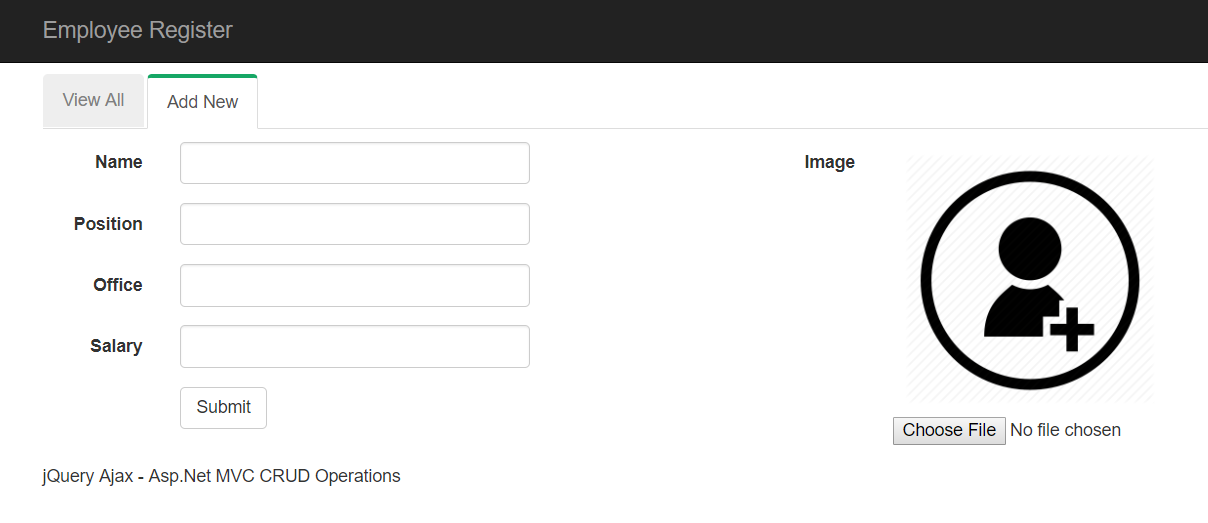 Employee Register
View All
Add New
Name
Image
Position
Office
Salary
Submit
Choose File No file chosen
jQuery Ajax - Asp.Net MVC CRUD Operations